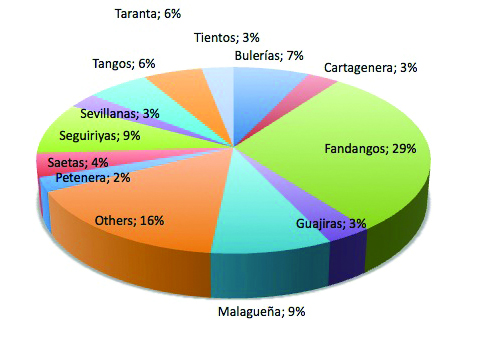 Taranta; 6%
Tientos; 3%
Bulerías; 7%
Tangos; 6%
Cartagenera; 3%
Sevillanas; 3%
Seguiriyas; 9%
Fandangos; 29%
Saetas; 4%
Petenera; 2%
Others; 16%
Guajiras; 3%
Malagueña; 9%